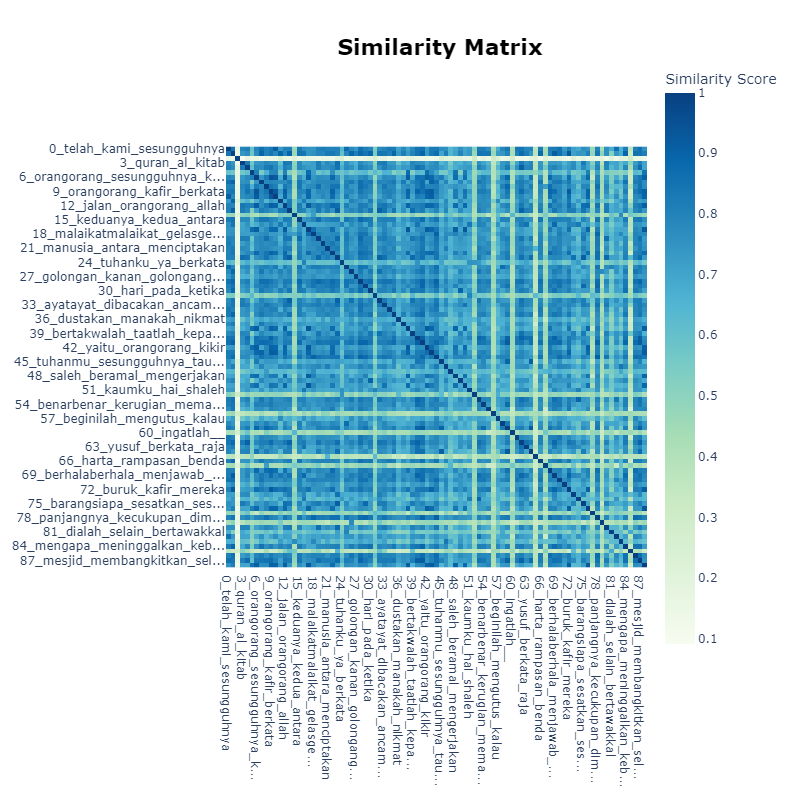 Similarity Matrix
Similarity Score
1
0.9
0.8
0.7
0.6
0.5
0.4
0.3
0.2
0.1
0_telah_kami_sesungguhnya
3_quran_al_kitab
6_orangorang_sesungguhnya_k...
9_orangorang_kafir_berkata
12_jalan_orangorang_allah
15_keduanya_kedua_antara
18_malaikatmalaikat_gelasge...
21_manusia_antara_menciptakan
24_tuhanku_ya_berkata
27_golongan_kanan_golongang...
30_hari_pada_ketika
33_ayatayat_dibacakan_ancam...
36_dustakan_manakah_nikmat
39_bertakwalah_taatlah_kepa...
42_yaitu_orangorang_kikir
45_tuhanmu_sesungguhnya_tau...
48_saleh_beramal_mengerjakan
51_kaumku_hai_shaleh
54_benarbenar_kerugian_mema...
57_beginilah_mengutus_kalau
60_ingatlah__
63_yusuf_berkata_raja
66_harta_rampasan_benda
69_berhalaberhala_menjawab_...
72_buruk_kafir_mereka
75_barangsiapa_sesatkan_ses...
78_panjangnya_kecukupan_dim...
81_dialah_selain_bertawakkal
84_mengapa_meninggalkan_keb...
87_mesjid_membangkitkan_sel...
0_telah_kami_sesungguhnya
3_quran_al_kitab
6_orangorang_sesungguhnya_k...
9_orangorang_kafir_berkata
12_jalan_orangorang_allah
15_keduanya_kedua_antara
18_malaikatmalaikat_gelasge...
21_manusia_antara_menciptakan
24_tuhanku_ya_berkata
27_golongan_kanan_golongang...
30_hari_pada_ketika
33_ayatayat_dibacakan_ancam...
36_dustakan_manakah_nikmat
39_bertakwalah_taatlah_kepa...
42_yaitu_orangorang_kikir
45_tuhanmu_sesungguhnya_tau...
48_saleh_beramal_mengerjakan
51_kaumku_hai_shaleh
54_benarbenar_kerugian_mema...
57_beginilah_mengutus_kalau
60_ingatlah__
63_yusuf_berkata_raja
66_harta_rampasan_benda
69_berhalaberhala_menjawab_...
72_buruk_kafir_mereka
75_barangsiapa_sesatkan_ses...
78_panjangnya_kecukupan_dim...
81_dialah_selain_bertawakkal
84_mengapa_meninggalkan_keb...
87_mesjid_membangkitkan_sel...